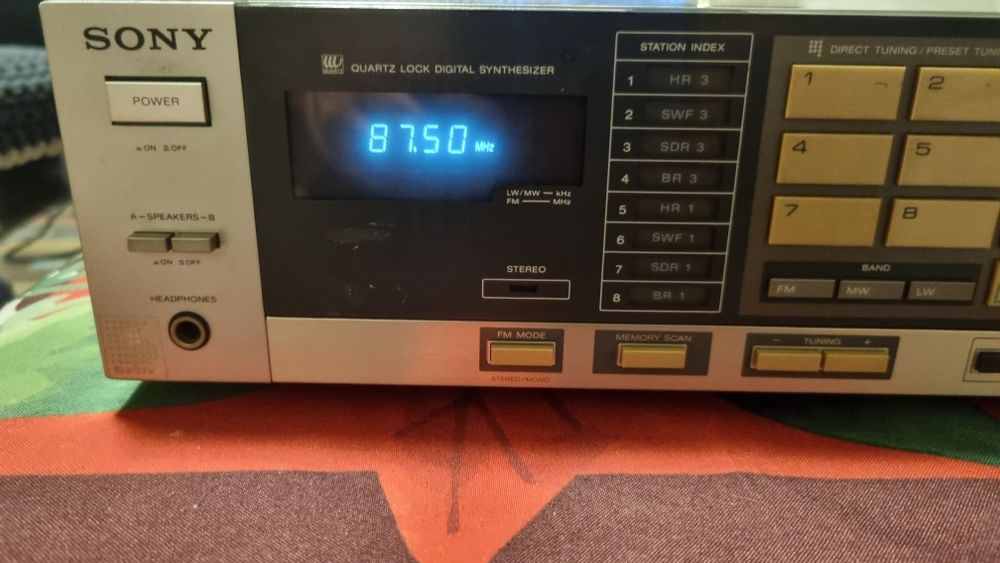 SONY
POWER
ON OFF
A-SPEAKERS-B
ON OFF
HEADPHONES
QUARTZ
QUARTZ LOCK DIGITAL SYNTHESIZER
87.50 MHz
LW/MW — kHz
FM — MHz
STEREO
STATION INDEX
1 HR 3
2 SWF 3
3 SDR 3
4 BR 3
5 HR 1
6 SWF 1
7 SDR 1
8 BR 1
DIRECT TUNING/PRESET
1
2
4
5
7
8
BAND
FM
MW
LW
FM MODE
STEREO/MONO
MEMORY SCAN
− TUNING +